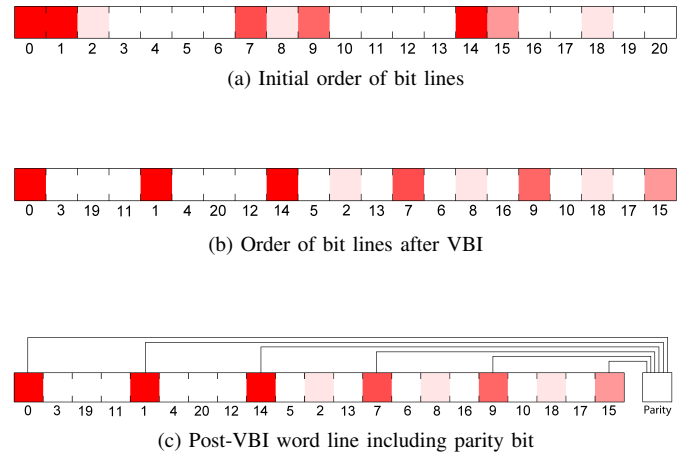 0 1 2 3 4 5 6 7 8 9 10 11 12 13 14 15 16 17 18 19 20
(a) Initial order of bit lines
0 3 19 11 1 4 20 12 14 5 2 13 7 6 8 16 9 10 18 17 15
(b) Order of bit lines after VBI
0 3 19 11 1 4 20 12 14 5 2 13 7 6 8 16 9 10 18 17 15 Parity
(c) Post-VBI word line including parity bit